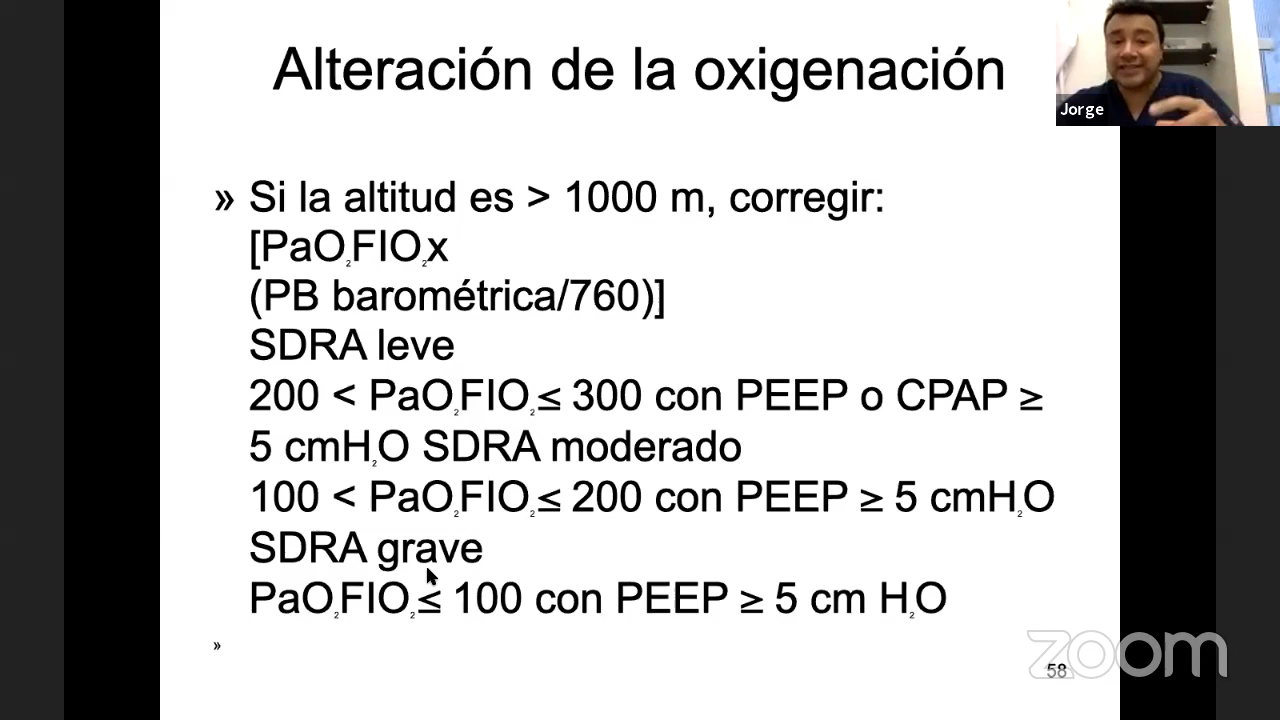 Alteración de la oxigenación
Jorge
» Si la altitud es > 1000 m, corregir:
[PaO₂FIO₂x
(PB barométrica/760)]
SDRA leve
200 < PaO₂FIO₂≤ 300 con PEEP o CPAP ≥
5 cmH₂O SDRA moderado
100 < PaO₂FIO₂≤ 200 con PEEP ≥ 5 cmH₂O
SDRA grave
PaO₂FIO₂≤ 100 con PEEP ≥ 5 cm H₂O
»
zoom
58